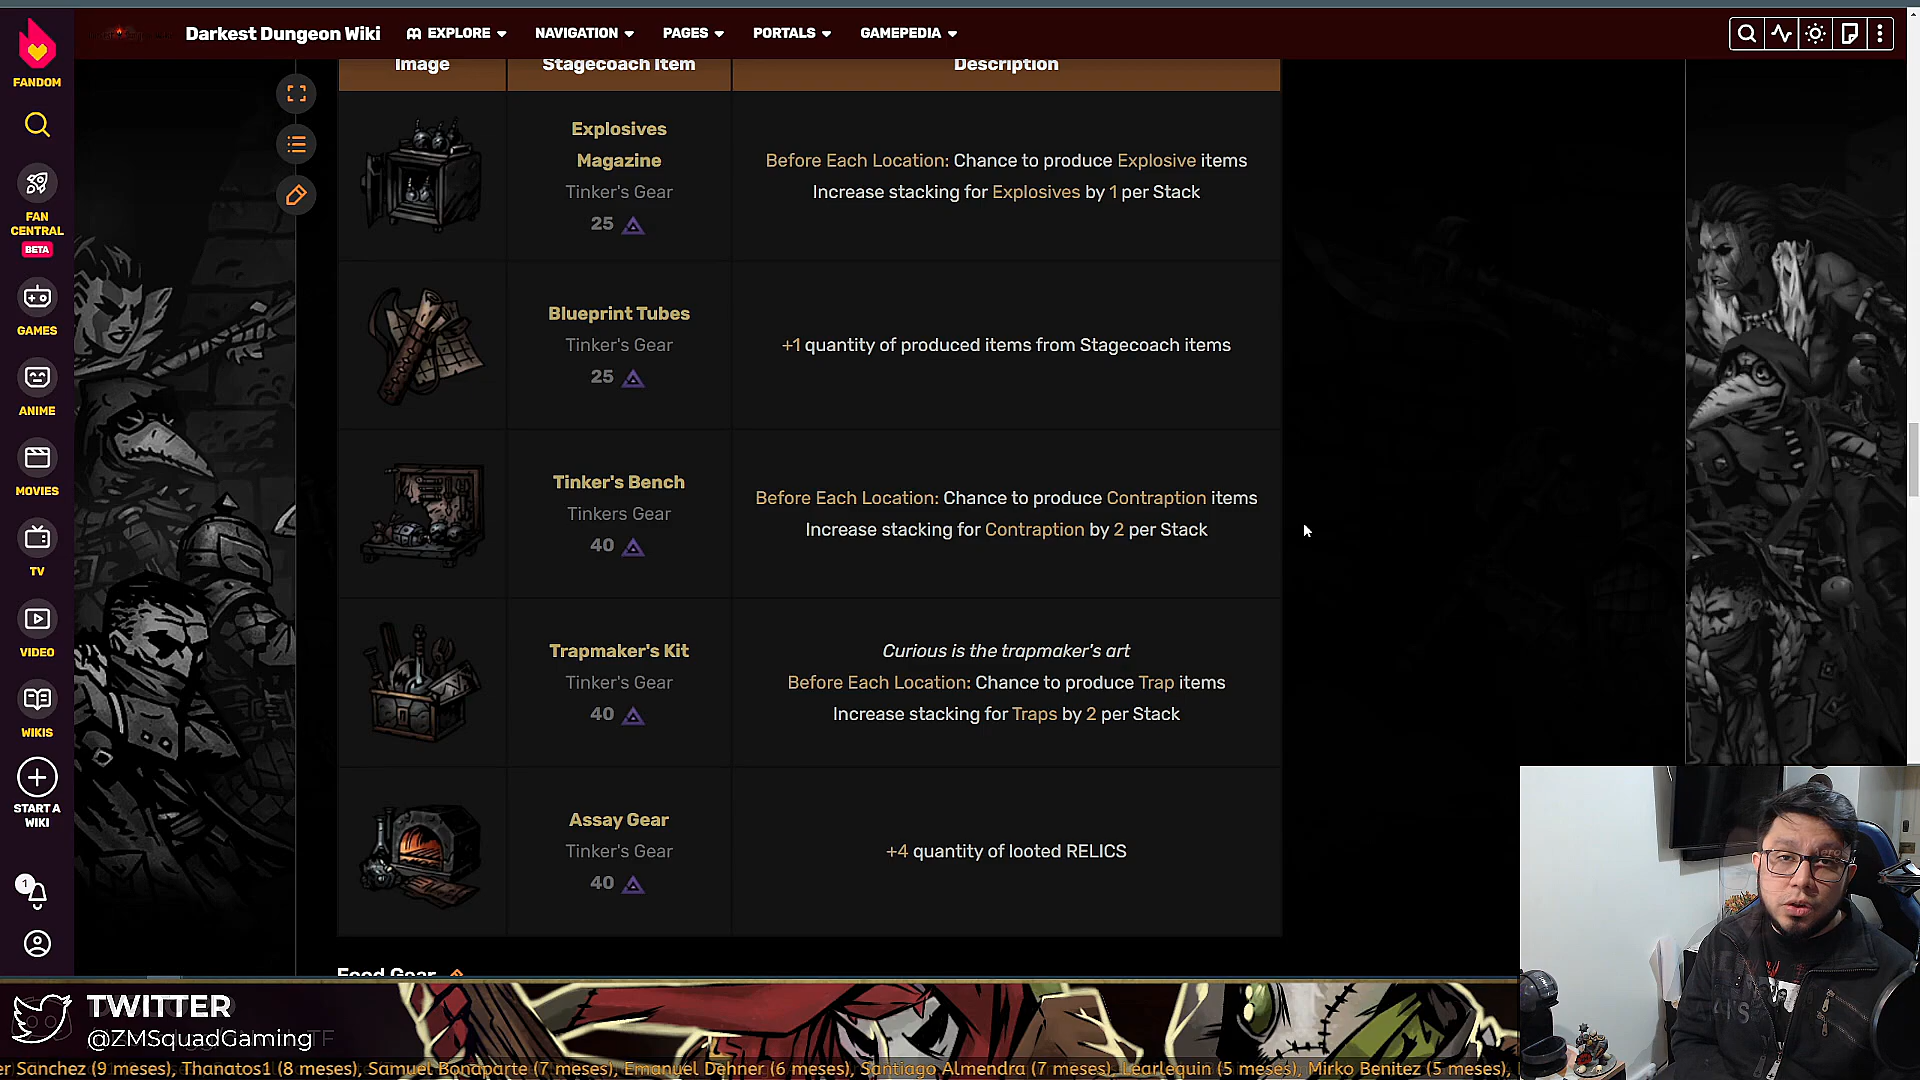 FANDOM
FAN
CENTRAL
BETA
GAMES
ANIME
MOVIES
TV
VIDEO
WIKIS
START A
WIKI
1
Darkest Dungeon Wiki
EXPLORE
NAVIGATION
PAGES
PORTALS
GAMEPEDIA
Image
Stagecoach Item
Description
Explosives
Magazine
Tinker's Gear
25
Before Each Location: Chance to produce Explosive items
Increase stacking for Explosives by 1 per Stack
Blueprint Tubes
Tinker's Gear
25
+1 quantity of produced items from Stagecoach items
Tinker's Bench
Tinkers Gear
40
Before Each Location: Chance to produce Contraption items
Increase stacking for Contraption by 2 per Stack
Trapmaker's Kit
Tinker's Gear
40
Curious is the trapmaker's art
Before Each Location: Chance to produce Trap items
Increase stacking for Traps by 2 per Stack
Assay Gear
Tinker's Gear
40
+4 quantity of looted RELICS
Food Gear
TWITTER
@ZMSquadGaming
er Sanchez (9 meses), Thanatos1 (8 meses), Samuel Bonaparte (7 meses), Emanuel Dehner (6 meses), Santiago Almendra (7 meses), Learlequin (5 meses), Mirko Benitez (5 meses),